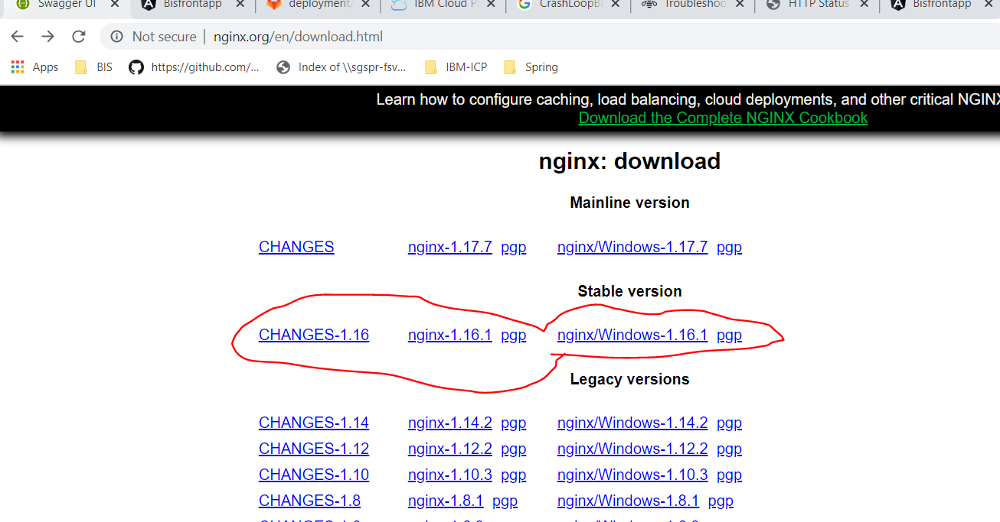 Swagger UI Bisfrontapp deployment/ IBM Cloud P CrashLoopBa Troubleshoo HTTP Status Bisfrontapp
Not secure | nginx.org/en/download.html
Apps BIS https://github.com/... Index of \\sgspr-fsv... IBM-ICP Spring
Learn how to configure caching, load balancing, cloud deployments, and other critical NGINX
Download the Complete NGINX Cookbook
nginx: download
Mainline version
CHANGES nginx-1.17.7 pgp nginx/Windows-1.17.7 pgp
Stable version
CHANGES-1.16 nginx-1.16.1 pgp nginx/Windows-1.16.1 pgp
Legacy versions
CHANGES-1.14 nginx-1.14.2 pgp nginx/Windows-1.14.2 pgp
CHANGES-1.12 nginx-1.12.2 pgp nginx/Windows-1.12.2 pgp
CHANGES-1.10 nginx-1.10.3 pgp nginx/Windows-1.10.3 pgp
CHANGES-1.8 nginx-1.8.1 pgp nginx/Windows-1.8.1 pgp